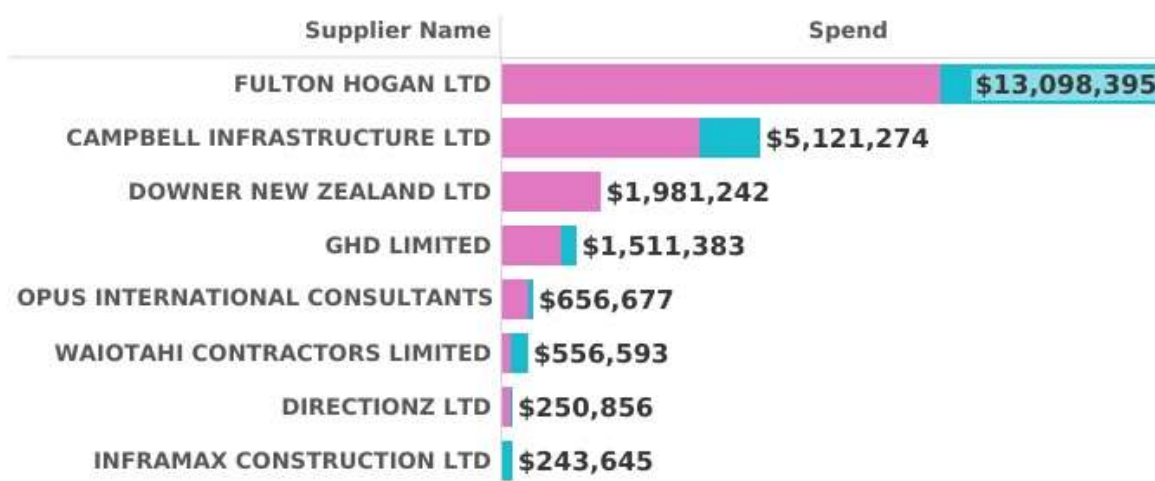 Supplier Name Spend
FULTON HOGAN LTD $13,098,395
CAMPBELL INFRASTRUCTURE LTD $5,121,274
DOWNER NEW ZEALAND LTD $1,981,242
GHD LIMITED $1,511,383
OPUS INTERNATIONAL CONSULTANTS $656,677
WAIOTAHI CONTRACTORS LIMITED $556,593
DIRECTIONZ LTD $250,856
INFRAMAX CONSTRUCTION LTD $243,645